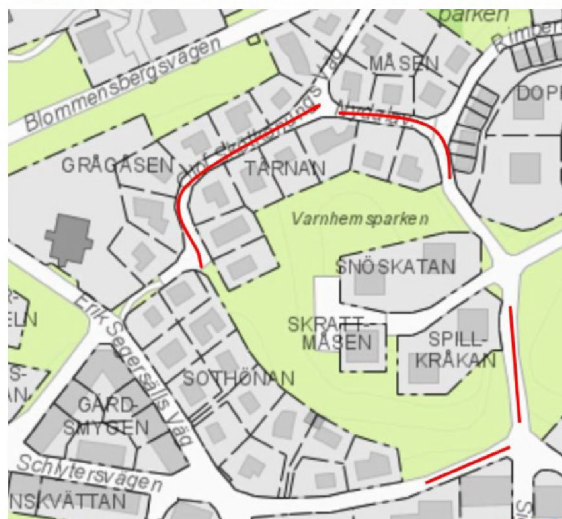 parken
Blommensbergsvägen
MÅSEN
GRÅGÅSEN
TÄRNAN
Varnhemsparken
SNÖSKATAN
SKRATT-
MÅSEN
SPILL-
KRÅKAN
Erik Segersälls Väg
SOTHÖNAN
GÄRD-
SMYGEN
Schlytersvägen
NSKVÄTTAN